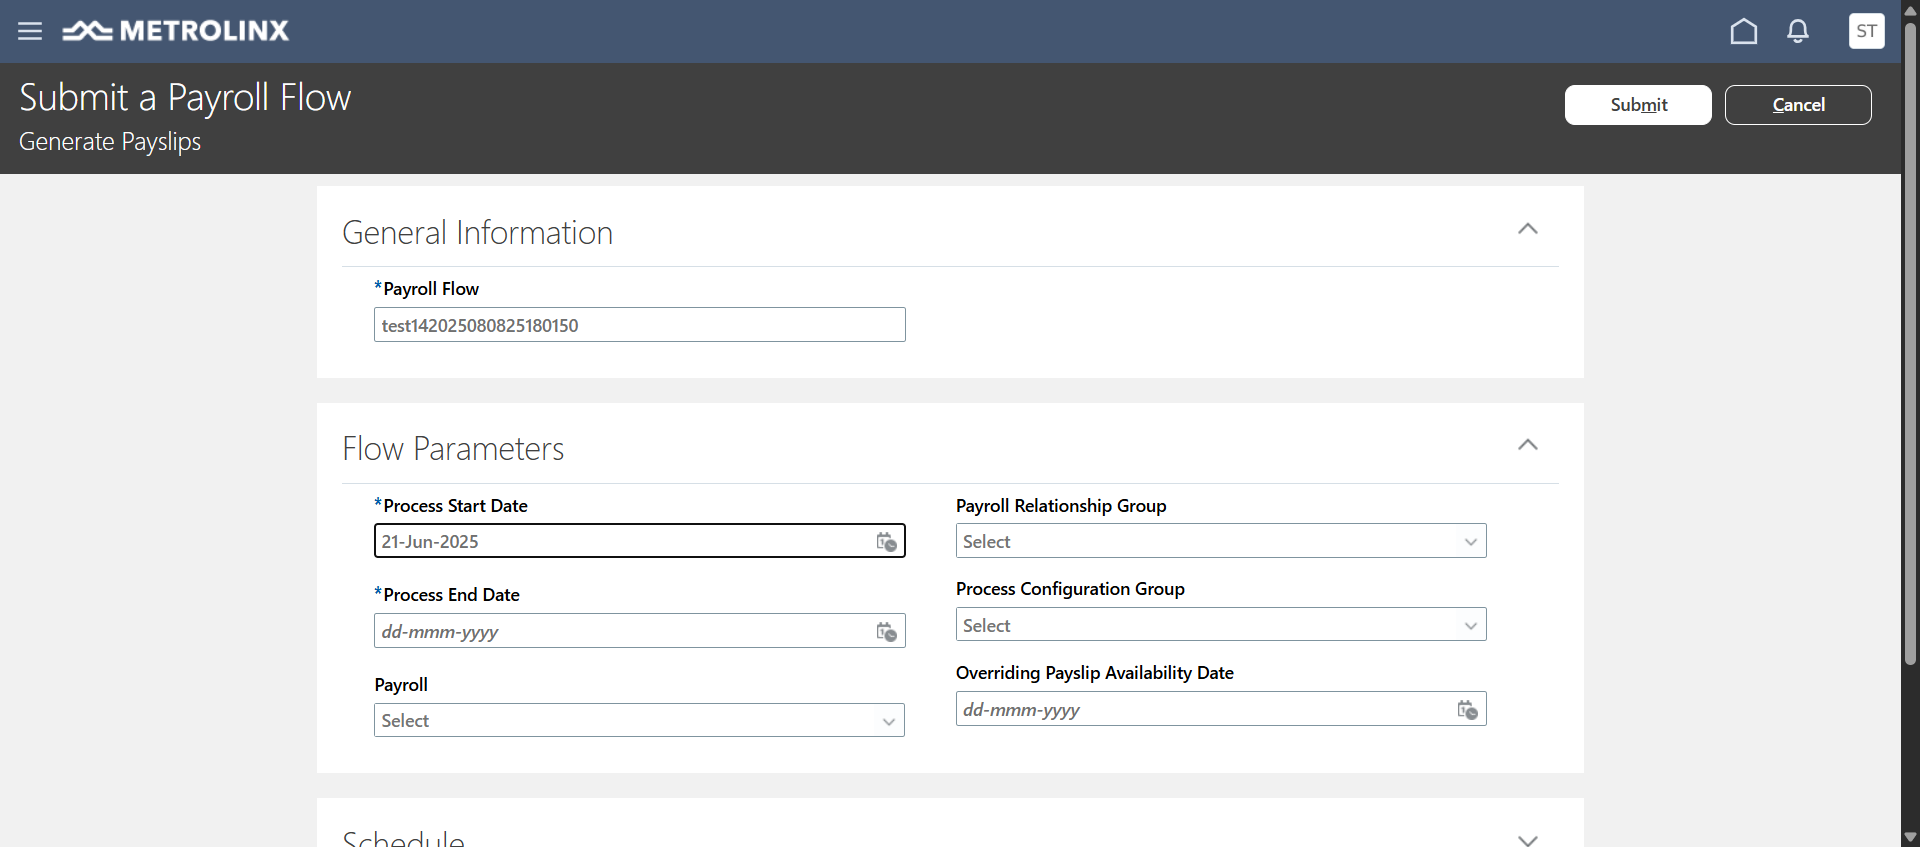 METROLINX
ST
Submit a Payroll Flow
Generate Payslips
Submit
Cancel
General Information
*Payroll Flow
test142025080825180150
Flow Parameters
*Process Start Date
21-Jun-2025
*Process End Date
dd-mmm-yyyy
Payroll
Select
Payroll Relationship Group
Select
Process Configuration Group
Select
Overriding Payslip Availability Date
dd-mmm-yyyy
Schedule